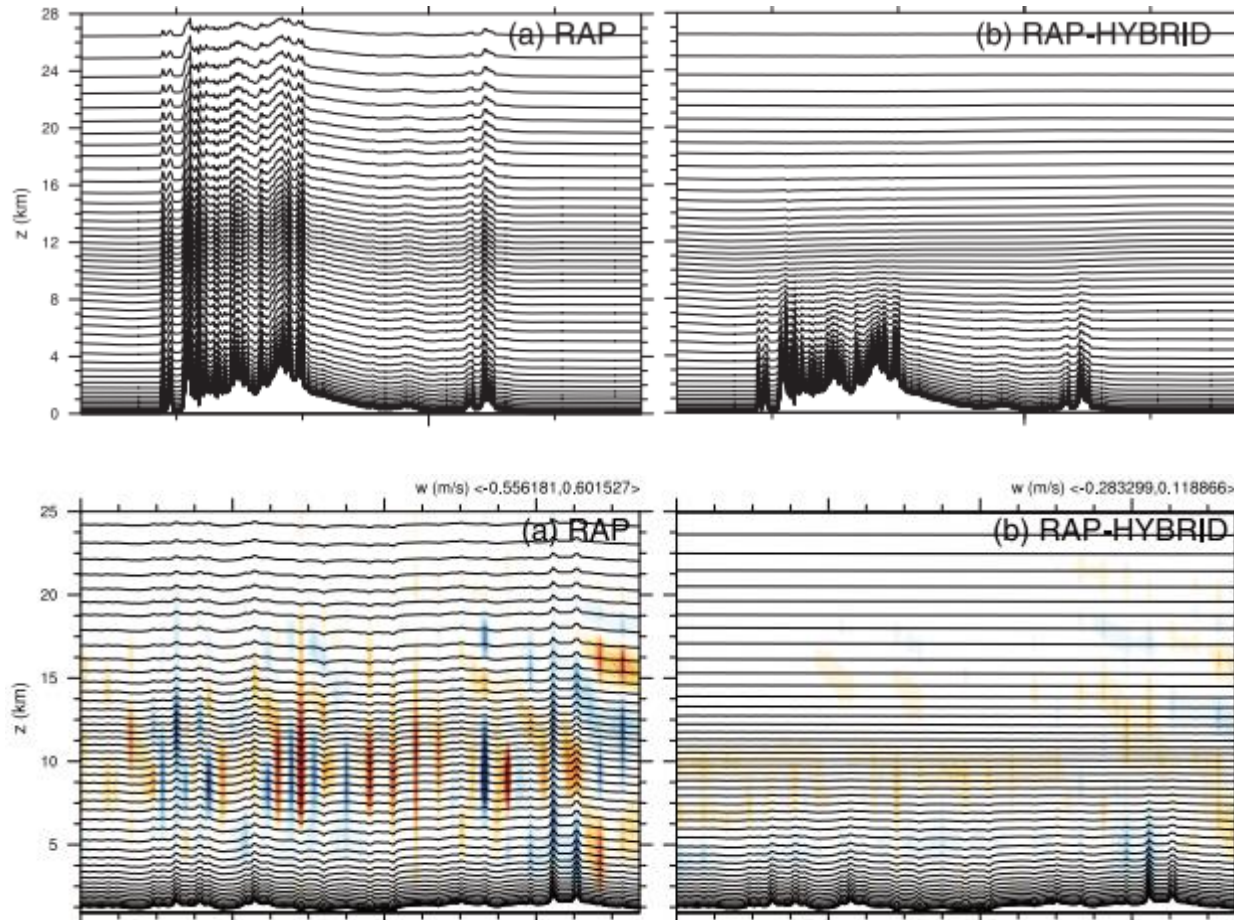 28
24
20
16
12
8
4
0
z (km)
(a) RAP
(b) RAP-HYBRID
w (m/s) <-0.556181,0.601527>
w (m/s) <-0.283299,0.118866>
25
20
15
10
5
z (km)
(a) RAP
(b) RAP-HYBRID